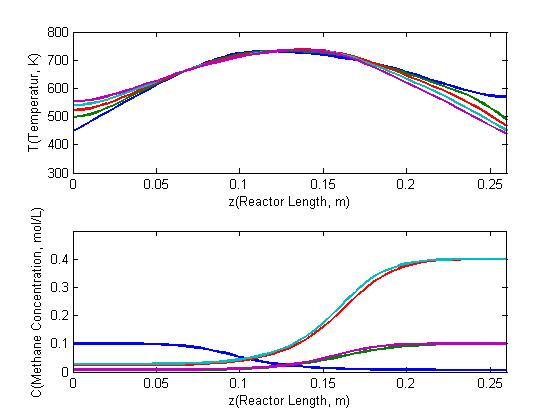 800
700
600
500
400
300
T(Temperatur, K)
0 0.05 0.1 0.15 0.2 0.25
z(Reactor Length, m)
0.4
0.3
0.2
0.1
0
C(Methane Concentration, mol/L)
0 0.05 0.1 0.15 0.2 0.25
z(Reactor Length, m)